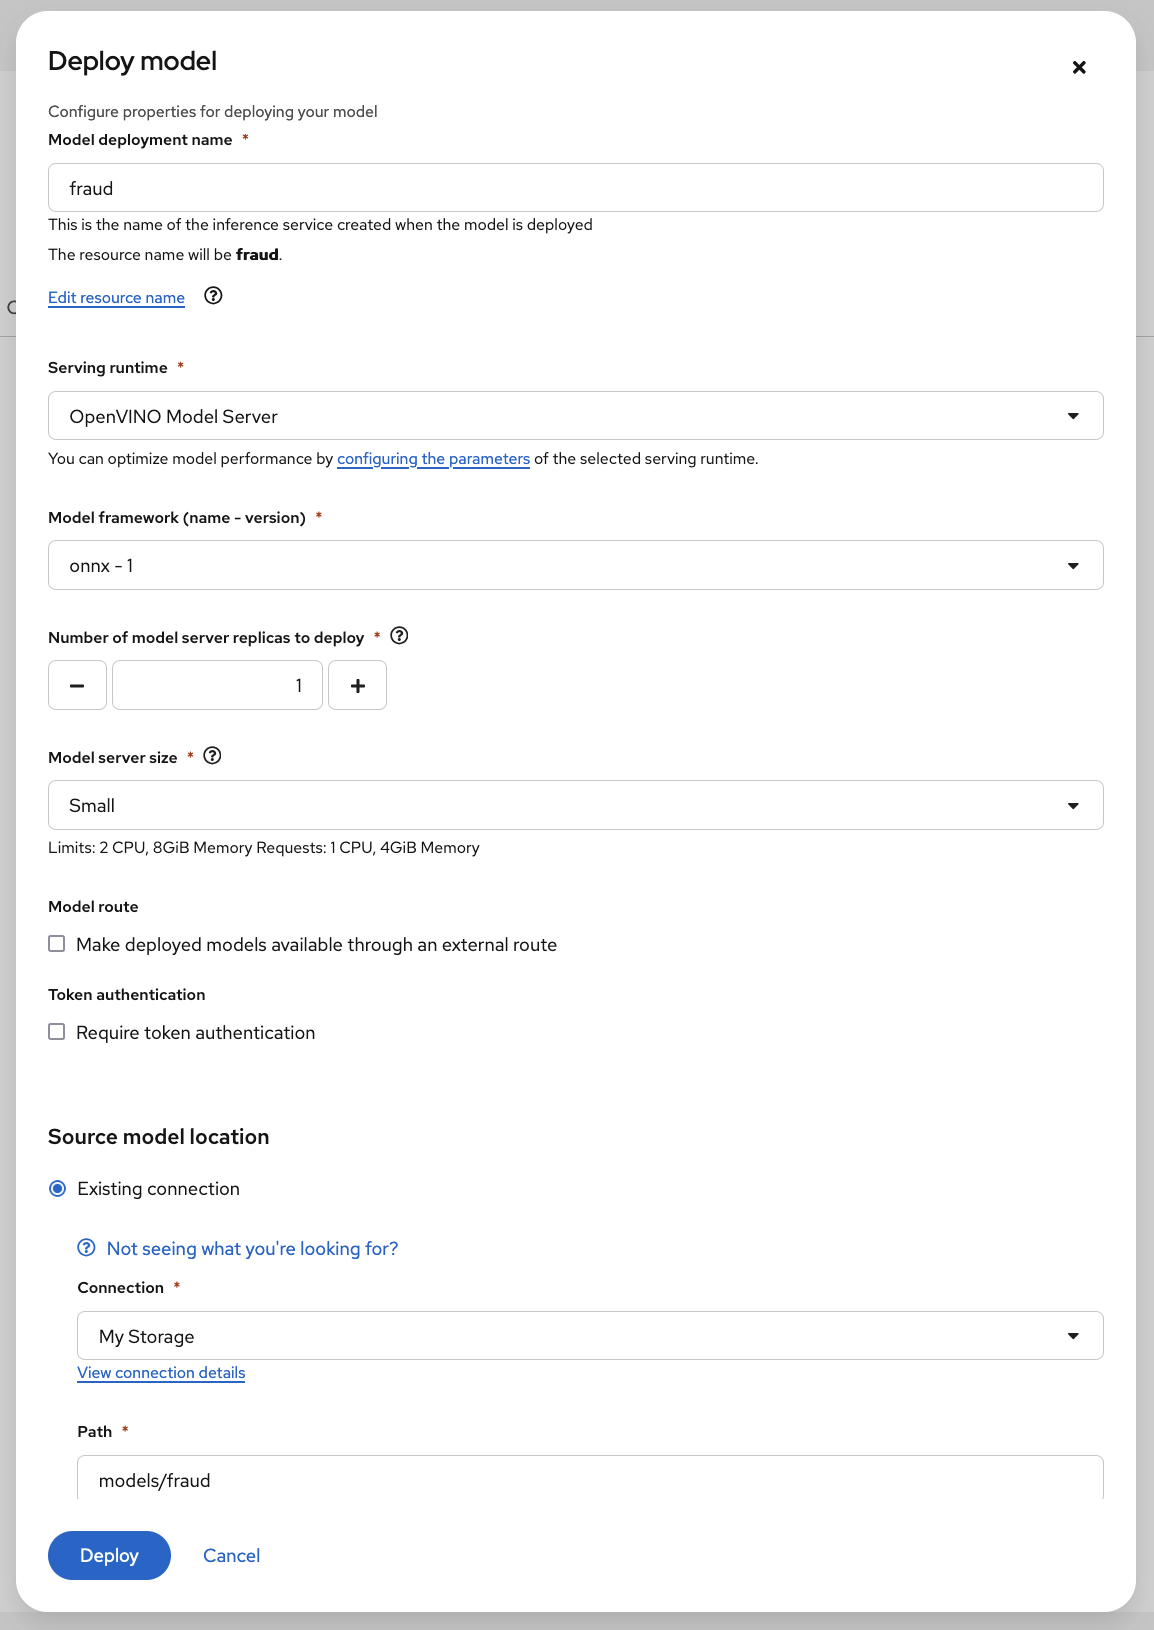 Deploy model
Configure properties for deploying your model
Model deployment name *
fraud
This is the name of the inference service created when the model is deployed
The resource name will be fraud.
Edit resource name
Serving runtime *
OpenVINO Model Server
You can optimize model performance by configuring the parameters of the selected serving runtime.
Model framework (name - version) *
onnx - 1
Number of model server replicas to deploy *
1
Model server size *
Small
Limits: 2 CPU, 8GiB Memory Requests: 1 CPU, 4GiB Memory
Model route
Make deployed models available through an external route
Token authentication
Require token authentication
Source model location
Existing connection
Not seeing what you're looking for?
Connection *
My Storage
View connection details
Path *
models/fraud
Deploy Cancel